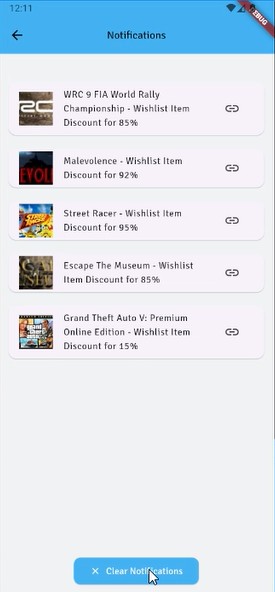 12:11
Notifications
WRC 9 FIA World Rally
Championship - Wishlist Item
Discount for 85%
Malevolence - Wishlist Item
Discount for 92%
Street Racer - Wishlist Item
Discount for 95%
Escape The Museum - Wishlist
Item Discount for 85%
Grand Theft Auto V: Premium
Online Edition - Wishlist Item
Discount for 15%
Clear Notifications